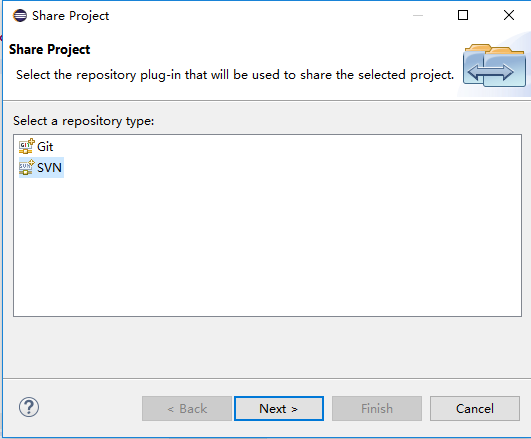 Share Project
Share Project
Select the repository plug-in that will be used to share the selected project.
Select a repository type:
Git
SVN
< Back
Next >
Finish
Cancel